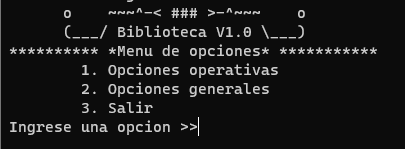 o ~~~^-< ### >-^~~~ o
(___/ Biblioteca V1.0 \___)
********** *Menu de opciones* ***********
1. Opciones operativas
2. Opciones generales
3. Salir
Ingrese una opcion >>